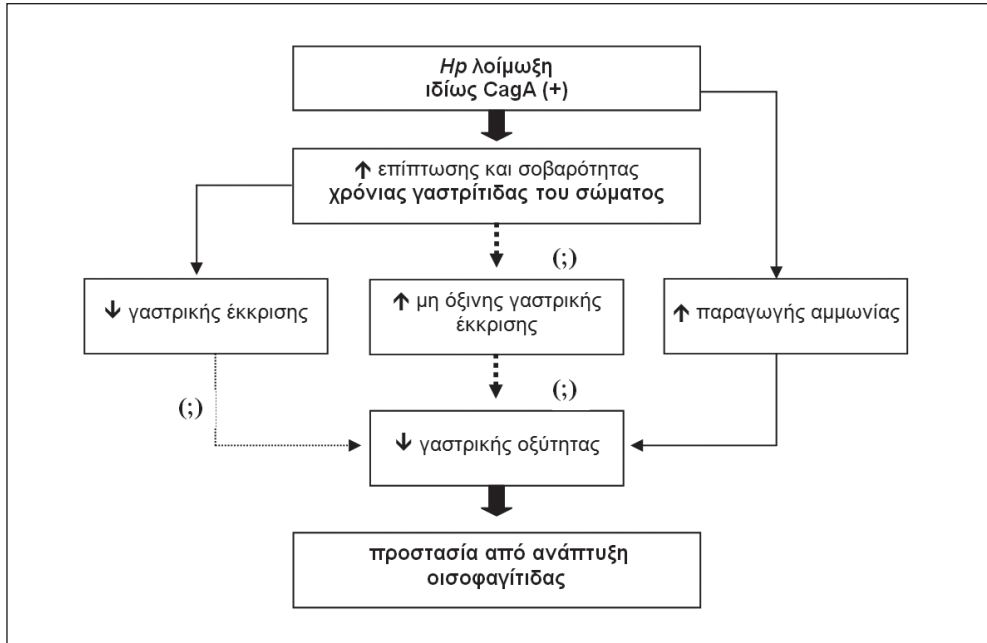 Hp λοίμωξη
ιδίως CagA (+)
↑ επίπτωσης και σοβαρότητας
χρόνιας γαστρίτιδας του σώματος
(;)
↓ γαστρικής έκκρισης
↑ μη όξινης γαστρικής
έκκρισης
↑ παραγωγής αμμωνίας
(;)
(;)
↓ γαστρικής οξύτητας
προστασία από ανάπτυξη
οισοφαγίτιδας